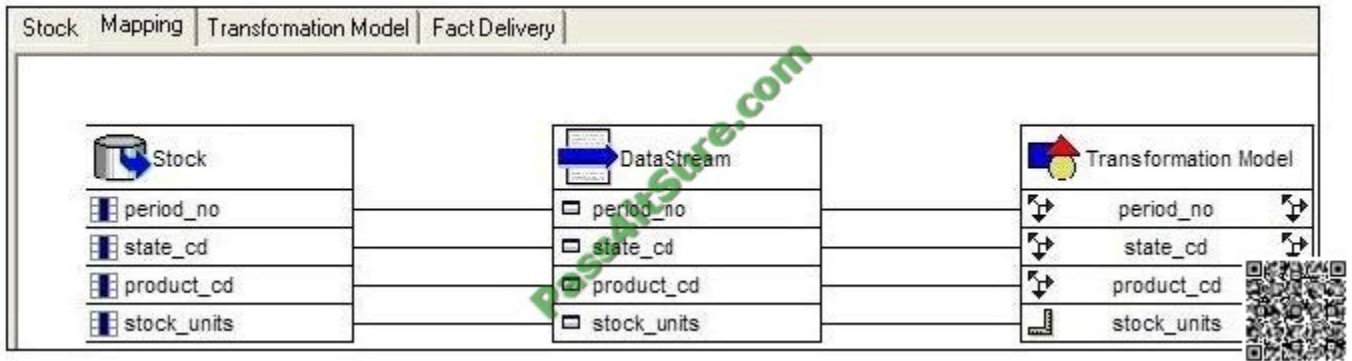 Stock Mapping Transformation Model Fact Delivery
Stock DataStream Transformation Model
period_no period_no period_no
state_cd state_cd state_cd
product_cd product_cd product_cd
stock_units stock_units stock_units
Pass4itSure.com